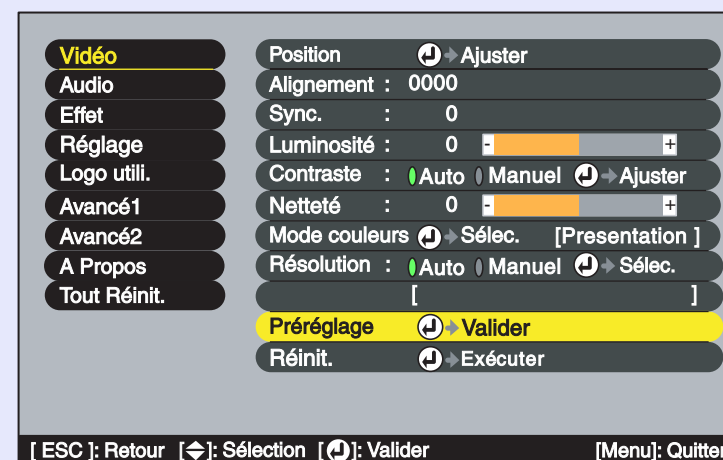 Vidéo
Audio
Effet
Réglage
Logo utili.
Avancé1
Avancé2
A Propos
Tout Réinit.
Position Ajuster
Alignement : 0000
Sync. : 0
Luminosité : 0 - +
Contraste : Auto Manuel Ajuster
Netteté : 0 - +
Mode couleurs Sélec. [Presentation ]
Résolution : Auto Manuel Sélec.
[ ]
Préréglage Valider
Réinit. Exécuter
[ ESC ]: Retour [ ]: Sélection [ ]: Valider [Menu]: Quitter